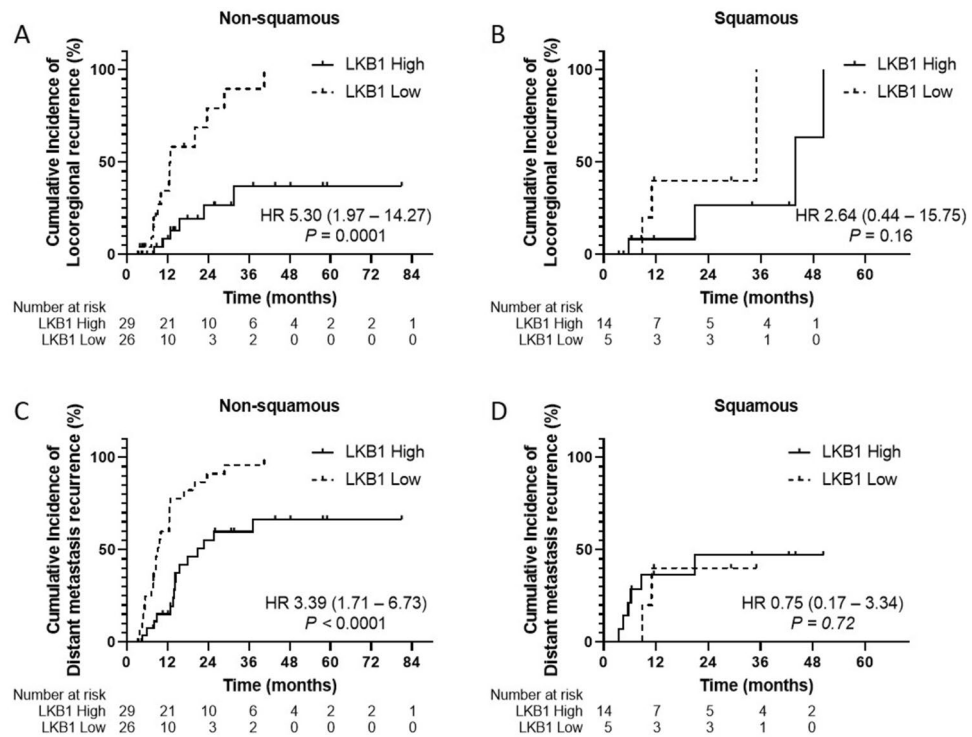 A
Non-squamous
Cumulative Incidence of
Locoregional recurrence (%)
100
50
0
LKB1 High
LKB1 Low
HR 5.30 (1.97 – 14.27)
P = 0.0001
0 12 24 36 48 60 72 84
Time (months)
Number at risk
LKB1 High 29 21 10 6 4 2 2 1
LKB1 Low 26 10 3 2 0 0 0 0
B
Squamous
Cumulative Incidence of
Locoregional recurrence (%)
100
50
0
LKB1 High
LKB1 Low
HR 2.64 (0.44 – 15.75)
P = 0.16
0 12 24 36 48 60
Time (months)
LKB1 High 14 7 5 4 1
LKB1 Low 5 3 3 1 0
Number at risk
C
Non-squamous
Cumulative Incidence of
Distant metastasis recurrence (%)
100
50
0
LKB1 High
LKB1 Low
HR 3.39 (1.71 – 6.73)
P < 0.0001
0 12 24 36 48 60 72 84
Time (months)
Number at risk
LKB1 High 29 21 10 6 4 2 2 1
LKB1 Low 26 10 3 2 0 0 0 0
D
Squamous
Cumulative Incidence of
Distant metastasis recurrence (%)
100
50
0
LKB1 High
LKB1 Low
HR 0.75 (0.17 – 3.34)
P = 0.72
0 12 24 36 48 60
Time (months)
Number at risk
LKB1 High 14 7 5 4 2
LKB1 Low 5 3 3 1 0